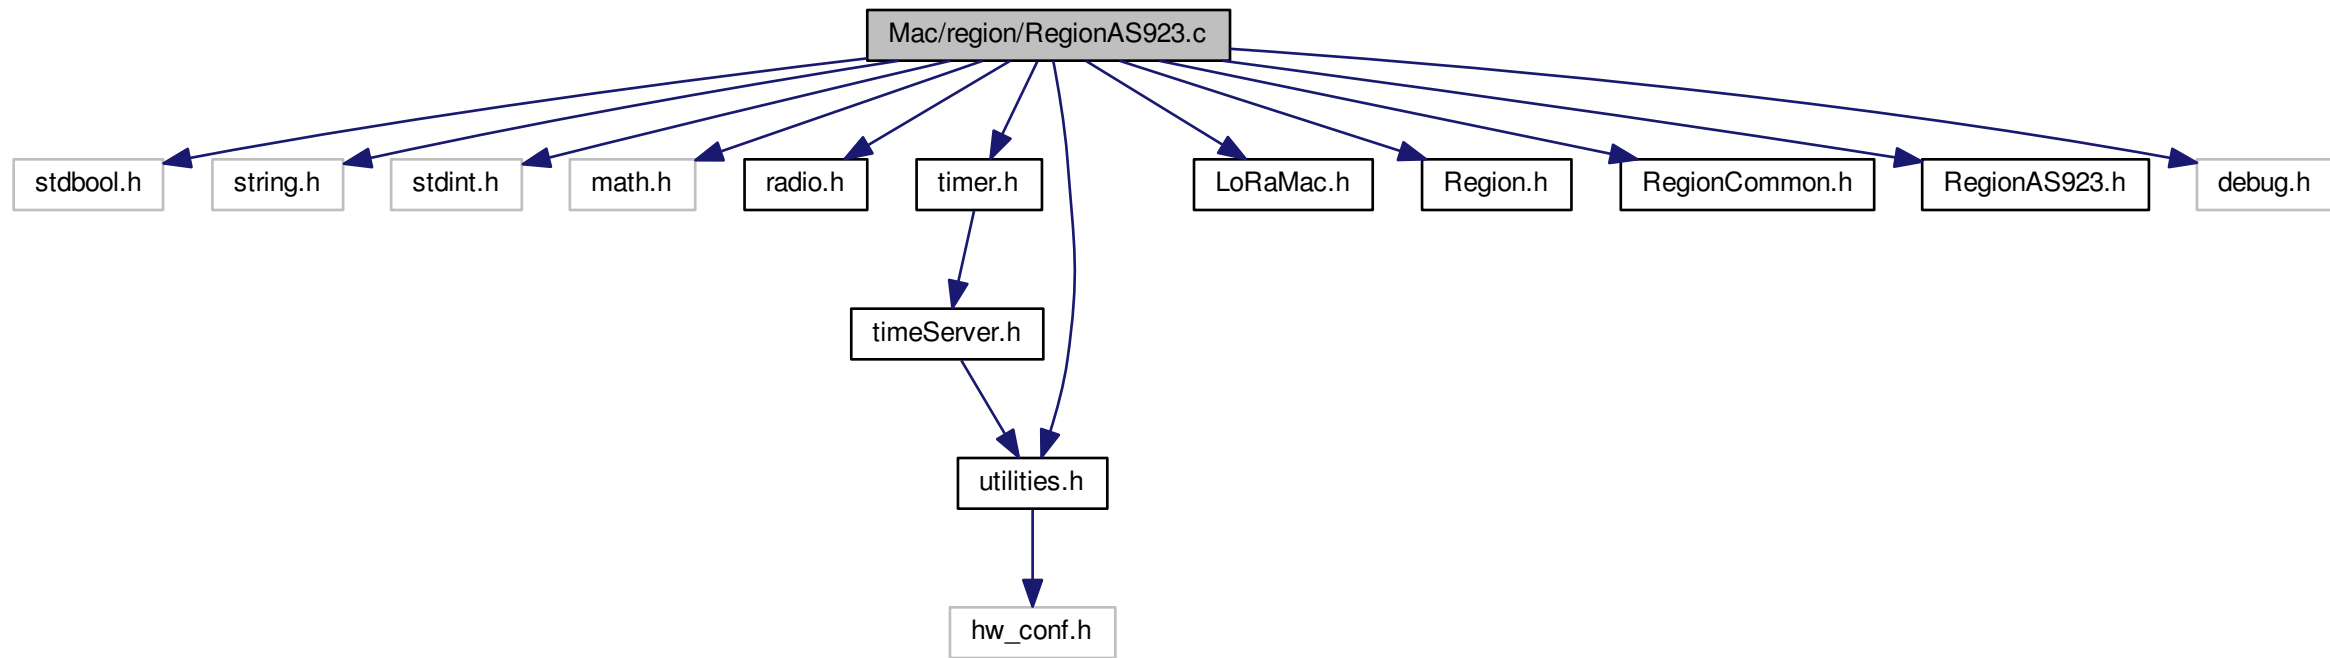 Mac/region/RegionAS923.c
stdbool.h
string.h
stdint.h
math.h
radio.h
timer.h
LoRaMac.h
Region.h
RegionCommon.h
RegionAS923.h
debug.h
timeServer.h
utilities.h
hw_conf.h